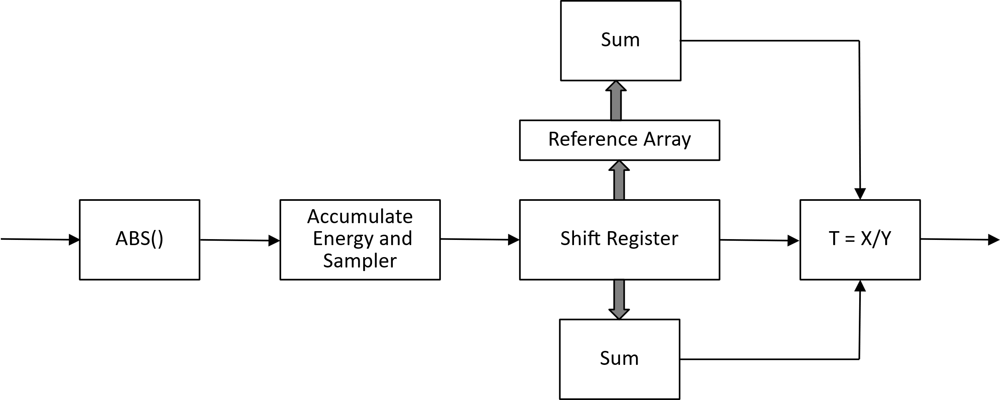 Sum
Reference Array
ABS()
Accumulate
Energy and
Sampler
Shift Register
T = X/Y
Sum